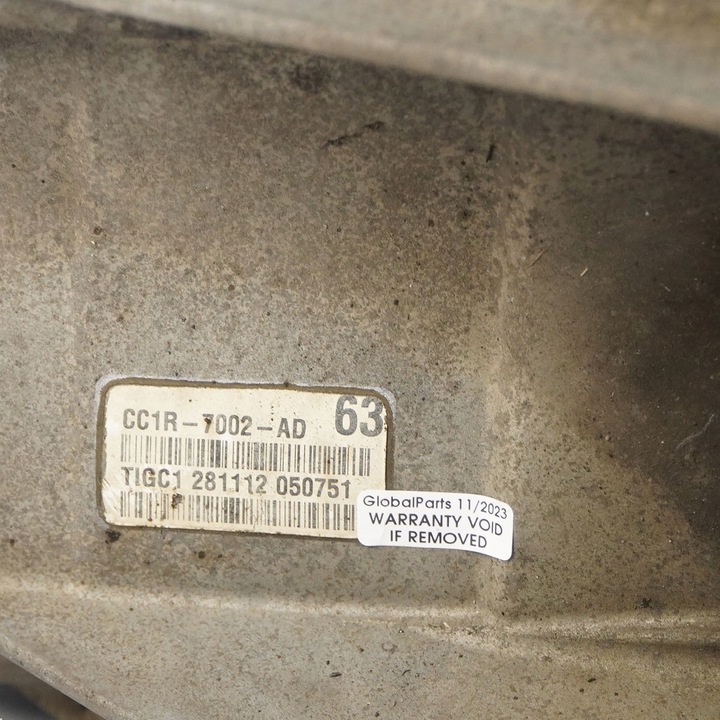 CC1R-7002-AD 63
TIGC1 281112 050751
GlobalParts 11/2023
WARRANTY VOID
IF REMOVED